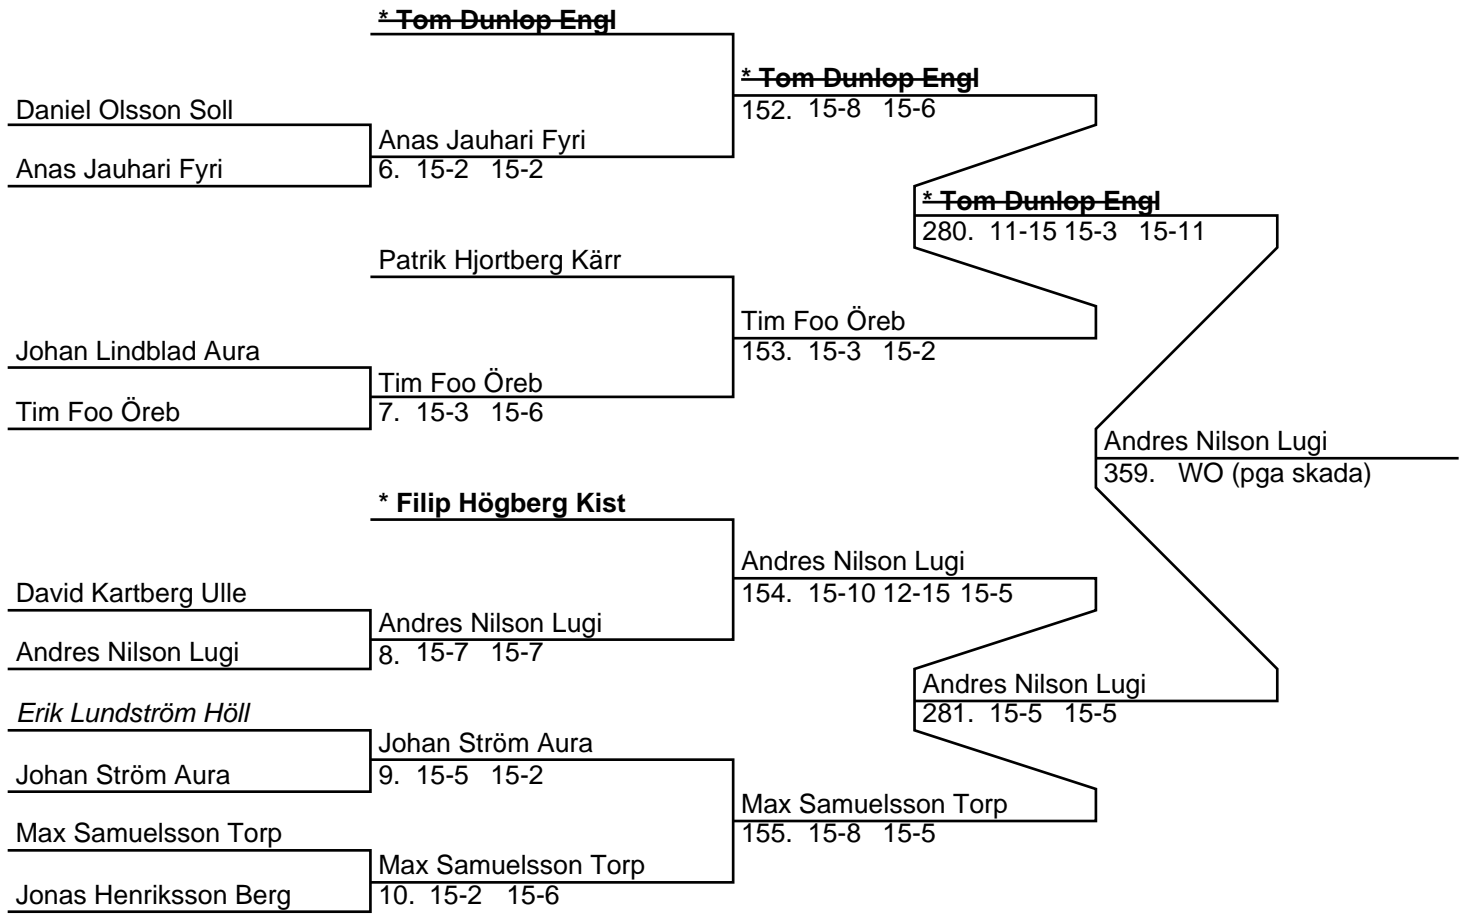 * Tom Dunlop Engl
* Tom Dunlop Engl
Daniel Olsson Soll
152. 15-8 15-6
Anas Jauhari Fyri
Anas Jauhari Fyri
6. 15-2 15-2
* Tom Dunlop Engl
280. 11-15 15-3 15-11
Patrik Hjortberg Kärr
Tim Foo Öreb
Johan Lindblad Aura
153. 15-3 15-2
Tim Foo Öreb
Tim Foo Öreb
7. 15-3 15-6
Andres Nilson Lugi
359. WO (pga skada)
* Filip Högberg Kist
Andres Nilson Lugi
David Kartberg Ulle
154. 15-10 12-15 15-5
Andres Nilson Lugi
Andres Nilson Lugi
8. 15-7 15-7
Andres Nilson Lugi
Erik Lundström Höll
281. 15-5 15-5
Johan Ström Aura
Johan Ström Aura
9. 15-5 15-2
Max Samuelsson Torp
Max Samuelsson Torp
155. 15-8 15-5
Max Samuelsson Torp
Jonas Henriksson Berg
10. 15-2 15-6